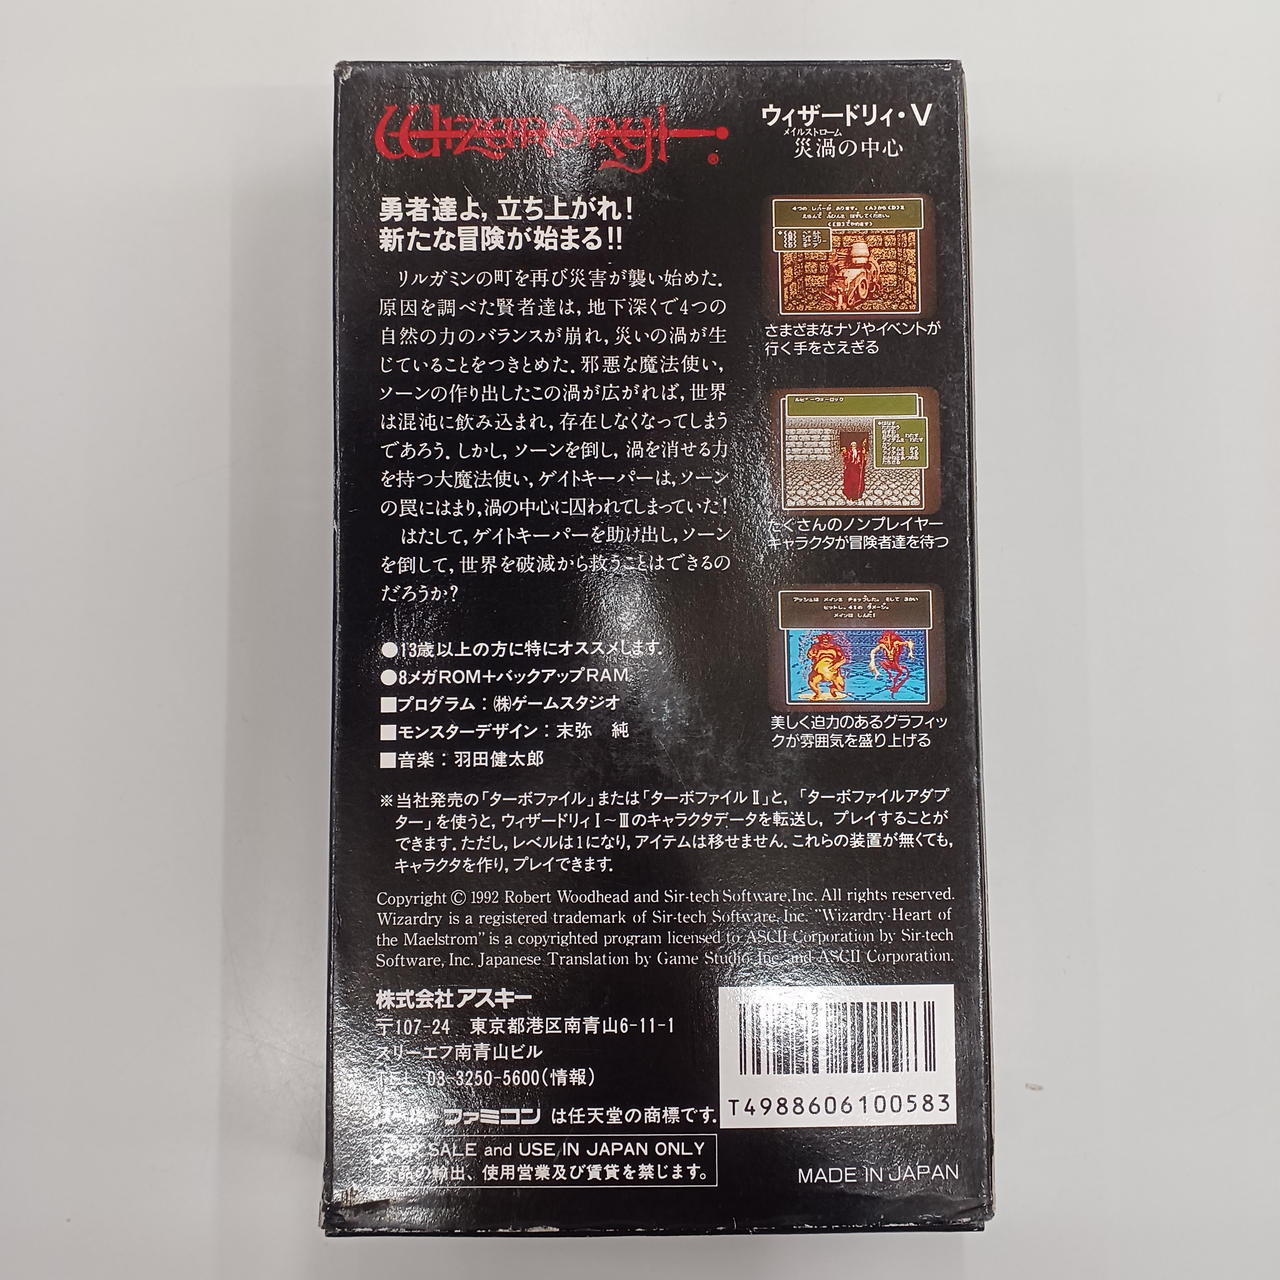 Wizardry
ウィザードリィ・V
メイルストローム
災渦の中心
勇者達よ,立ち上がれ!
新たな冒険が始まる!!
リルガミンの町を再び災害が襲い始めた.
原因を調べた賢者達は,地下深くで4つの
自然の力のバランスが崩れ,災いの渦が生
じていることをつきとめた.邪悪な魔法使い,
ソーンの作り出したこの渦が広がれば,世界
は混沌に飲み込まれ,存在しなくなってしまう
であろう.しかし,ソーンを倒し,渦を消せる力
を持つ大魔法使い,ゲイトキーパーは,ソーン
の罠にはまり,渦の中心に囚われてしまっていた!
はたして,ゲイトキーパーを助け出し,ソーン
を倒して,世界を破滅から救うことはできるの
だろうか?
さまざまなナゾやイベントが
行く手をさえぎる
たくさんのノンプレイヤー
キャラクタが冒険者達を待つ
美しく迫力のあるグラフィッ
クが雰囲気を盛り上げる
●13歳以上の方に特にオススメします.
●8メガROM+バックアップRAM
■プログラム:㈱ゲームスタジオ
■モンスターデザイン:末弥 純
■音楽:羽田健太郎
※当社発売の「ターボファイル」または「ターボファイルⅡ」と,「ターボファイルアダプ
ター」を使うと,ウィザードリィⅠ~Ⅲのキャラクタデータを転送し,プレイすることが
できます.ただし,レベルは1になり,アイテムは移せません.これらの装置が無くても,
キャラクタを作り,プレイできます.
Copyright © 1992 Robert Woodhead and Sir-tech Software,Inc. All rights reserved.
Wizardry is a registered trademark of Sir-tech Software, Inc. "Wizardry-Heart of
the Maelstrom" is a copyrighted program licensed to ASCII Corporation by Sir-tech
Software, Inc. Japanese Translation by Game Studio Inc. and ASCII Corporation.
株式会社アスキー
〒107-24 東京都港区南青山6-11-1
スリーエフ南青山ビル
TEL 03-3250-5600(情報)
スーパーファミコン は任天堂の商標です.
FOR SALE and USE IN JAPAN ONLY
本品の輸出、使用営業及び賃貸を禁じます。
T4988606100583
MADE IN JAPAN